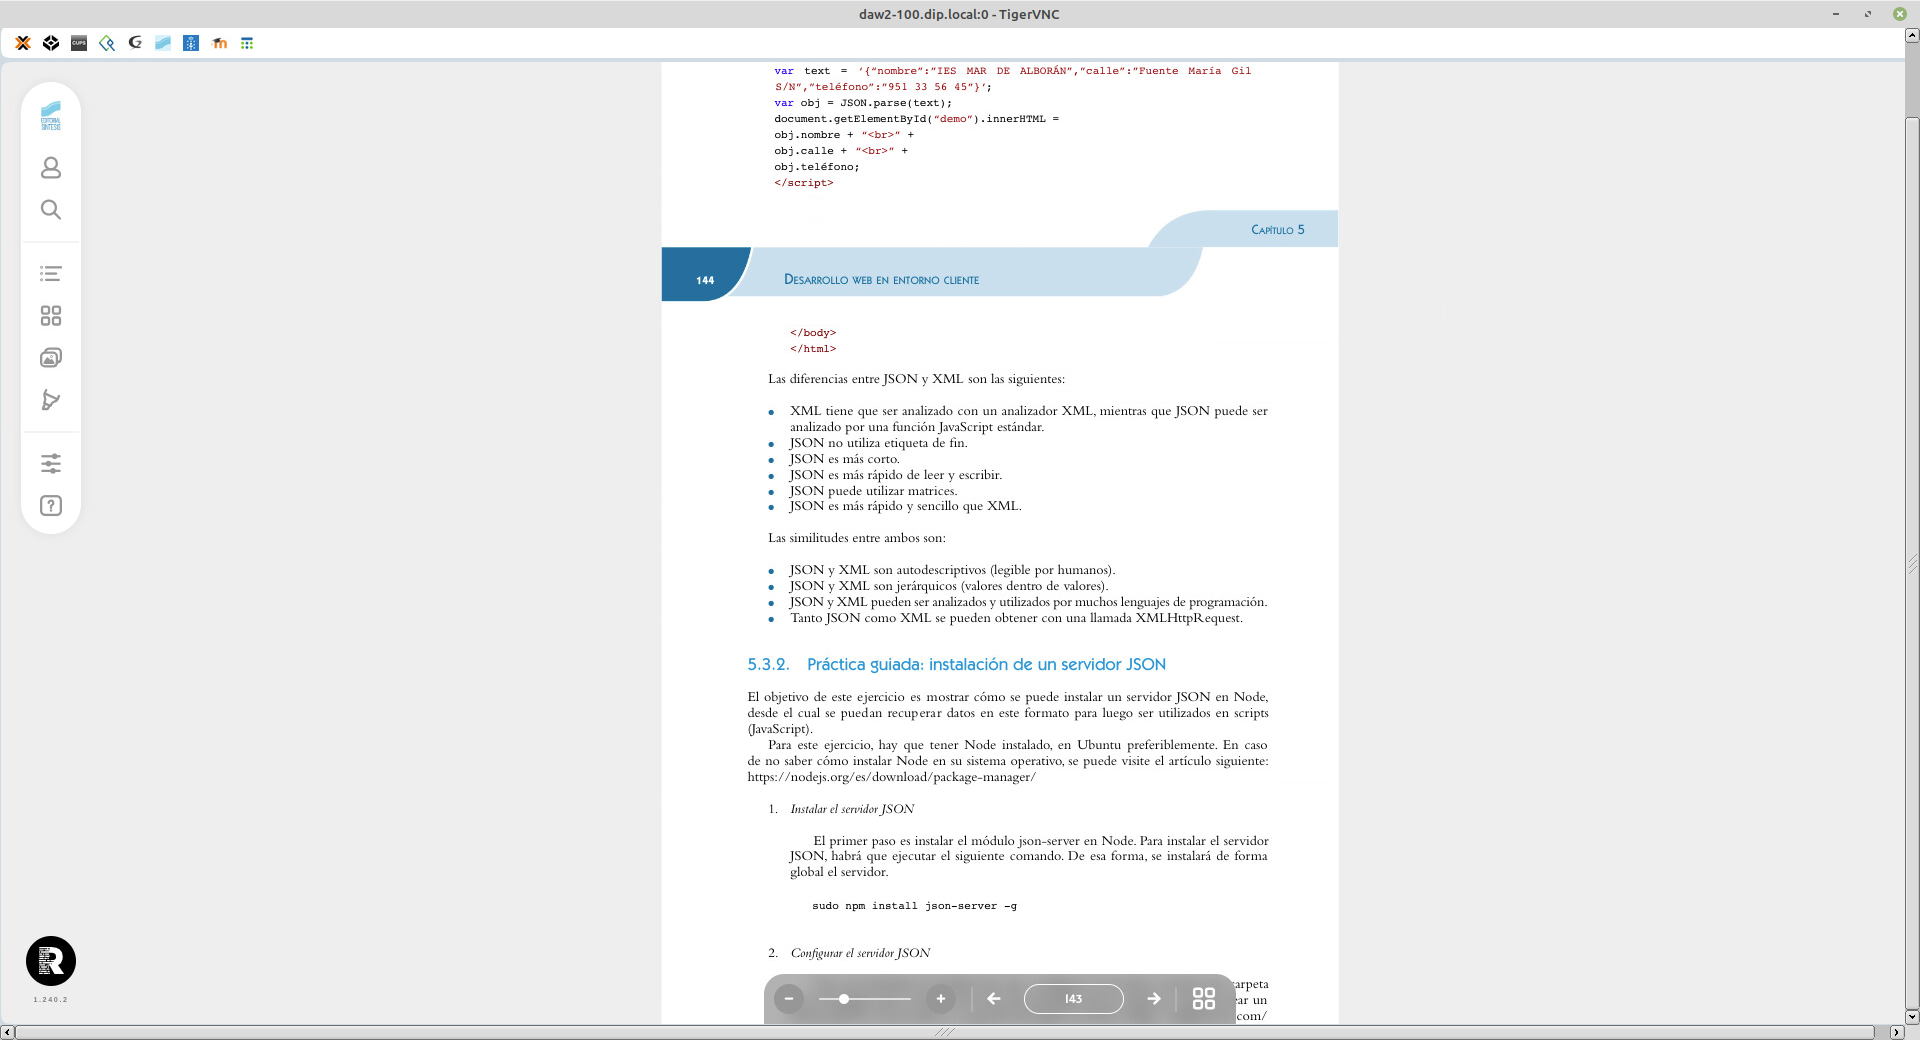 daw2-100.dip.local:0 - TigerVNC
CUPS
EDITORIAL
SÍNTESIS
var text = ‘{“nombre”:“IES MAR DE ALBORÁN”,“calle”:“Fuente María Gil
S/N”,“teléfono”:“951 33 56 45”}’;
var obj = JSON.parse(text);
document.getElementById(“demo”).innerHTML =
obj.nombre + “<br>” +
obj.calle + “<br>” +
obj.teléfono;
</script>
Capítulo 5
144
Desarrollo web en entorno cliente
</body>
</html>
Las diferencias entre JSON y XML son las siguientes:
● XML tiene que ser analizado con un analizador XML, mientras que JSON puede ser
analizado por una función JavaScript estándar.
● JSON no utiliza etiqueta de fin.
● JSON es más corto.
● JSON es más rápido de leer y escribir.
● JSON puede utilizar matrices.
● JSON es más rápido y sencillo que XML.
Las similitudes entre ambos son:
● JSON y XML son autodescriptivos (legible por humanos).
● JSON y XML son jerárquicos (valores dentro de valores).
● JSON y XML pueden ser analizados y utilizados por muchos lenguajes de programación.
● Tanto JSON como XML se pueden obtener con una llamada XMLHttpRequest.
5.3.2. Práctica guiada: instalación de un servidor JSON
El objetivo de este ejercicio es mostrar cómo se puede instalar un servidor JSON en Node,
desde el cual se puedan recuperar datos en este formato para luego ser utilizados en scripts
(JavaScript).
Para este ejercicio, hay que tener Node instalado, en Ubuntu preferiblemente. En caso
de no saber cómo instalar Node en su sistema operativo, se puede visite el artículo siguiente:
https://nodejs.org/es/download/package-manager/
1. Instalar el servidor JSON
El primer paso es instalar el módulo json-server en Node. Para instalar el servidor
JSON, habrá que ejecutar el siguiente comando. De esa forma, se instalará de forma
global el servidor.
sudo npm install json-server -g
2. Configurar el servidor JSON
arpeta
ear un
com/
143
R
1.240.2